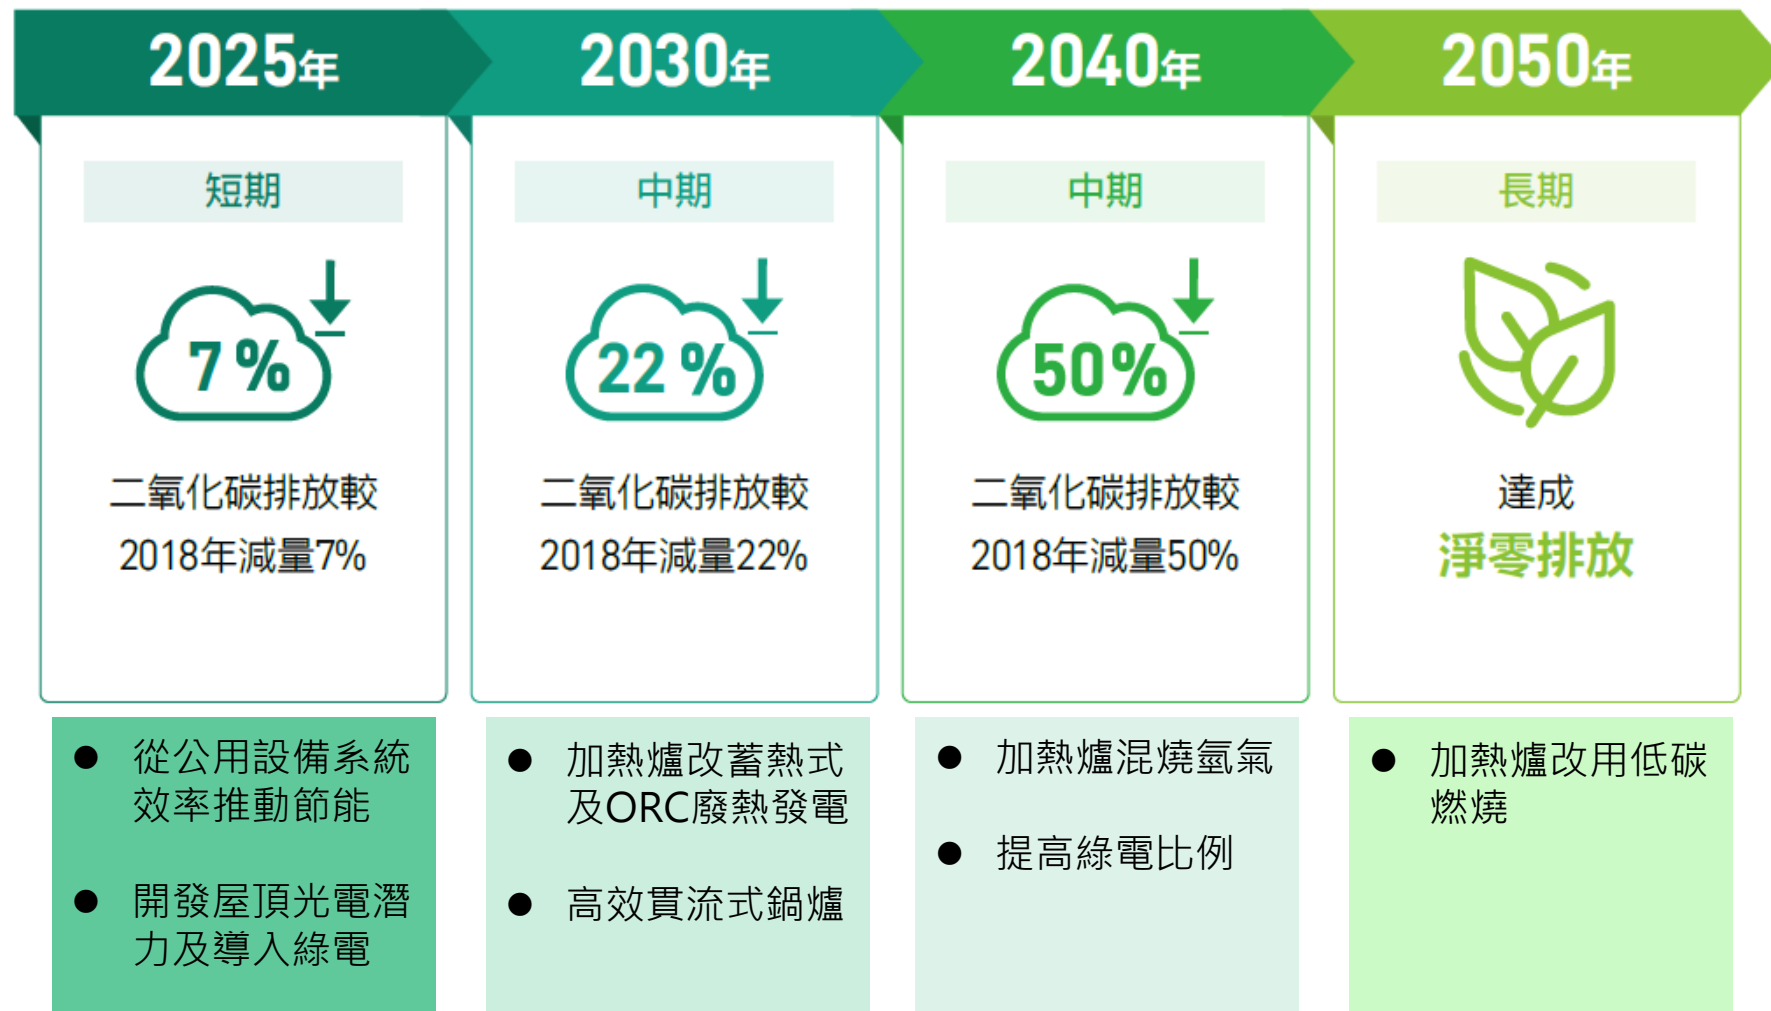 2025年
2030年
2040年
2050年
短期
7%
二氧化碳排放較
2018年減量7%
中期
22%
二氧化碳排放較
2018年減量22%
中期
50%
二氧化碳排放較
2018年減量50%
長期
達成
淨零排放
● 從公用設備系統
效率推動節能
● 開發屋頂光電潛
力及導入綠電
● 加熱爐改蓄熱式
及ORC廢熱發電
● 高效貫流式鍋爐
● 加熱爐混燒氫氣
● 提高綠電比例
● 加熱爐改用低碳
燃燒